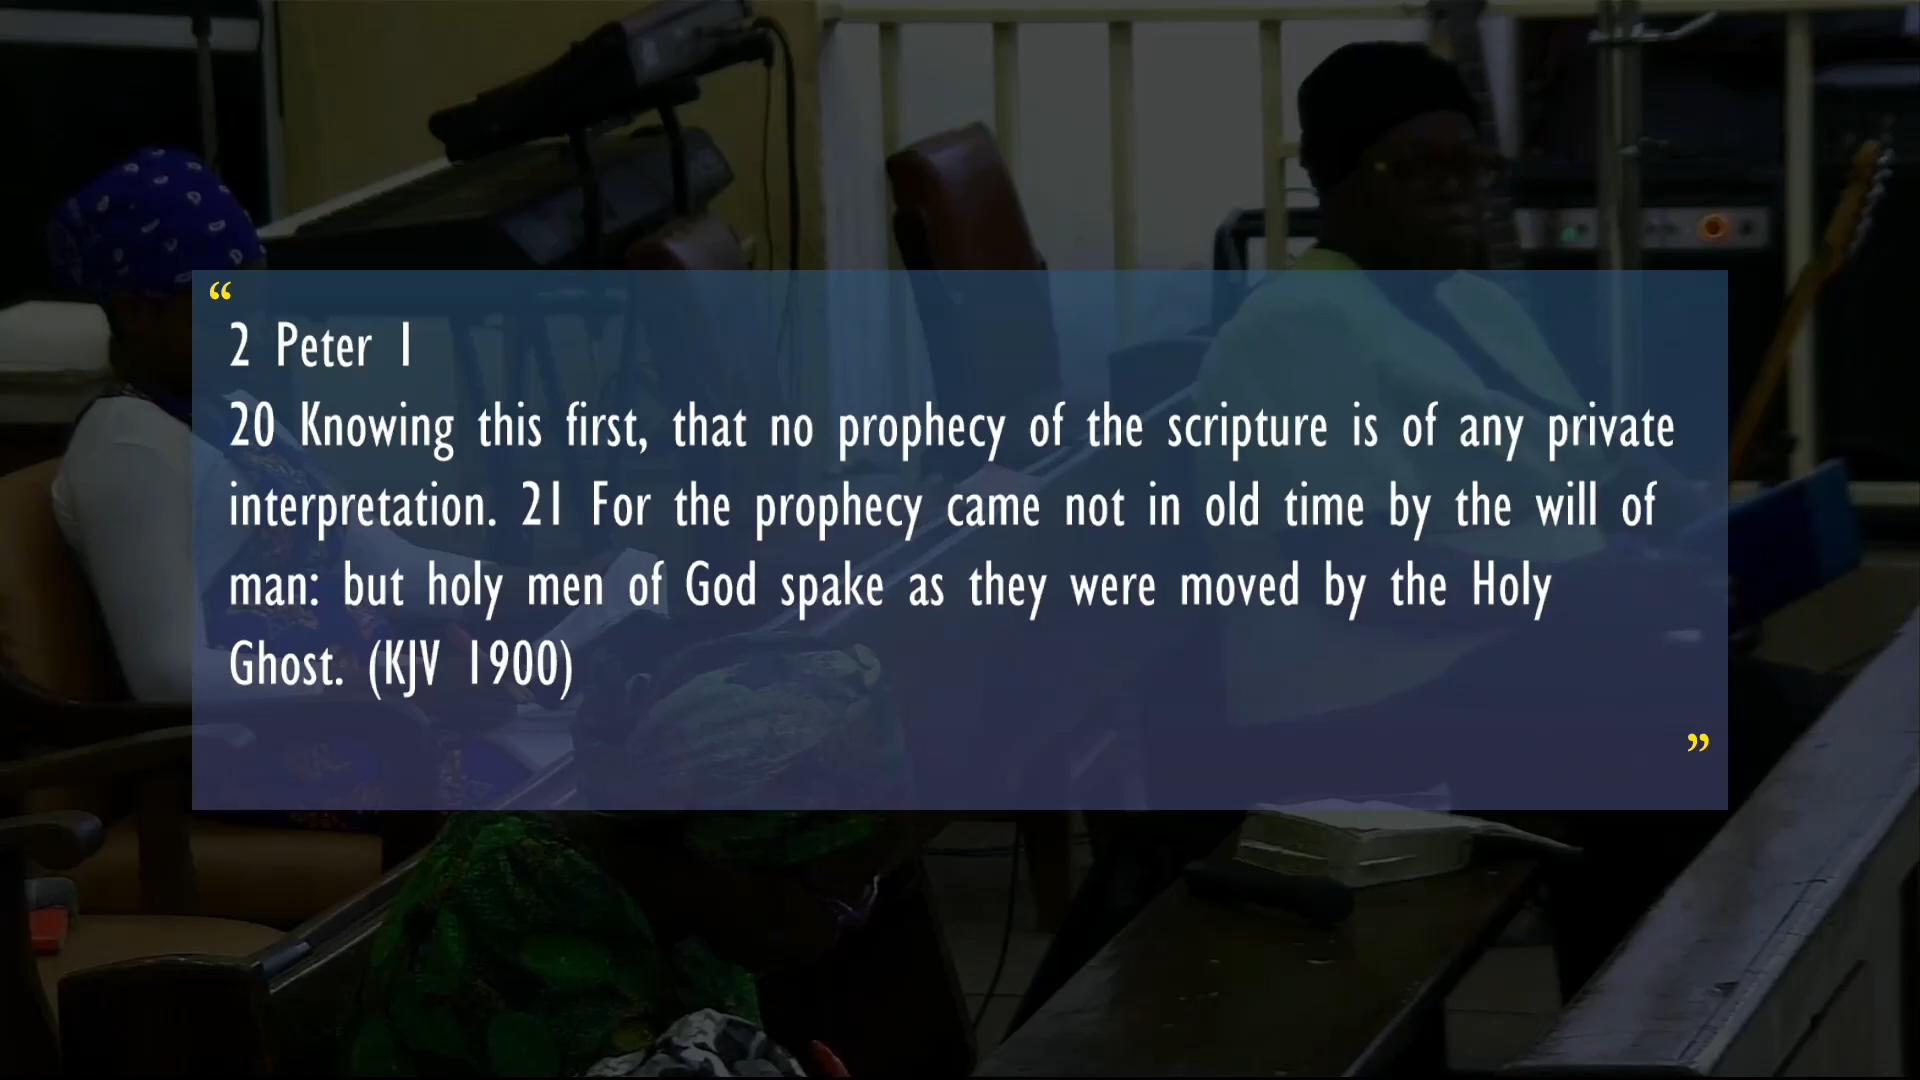 “
2 Peter 1
20 Knowing this first, that no prophecy of the scripture is of any private
interpretation. 21 For the prophecy came not in old time by the will of
man: but holy men of God spake as they were moved by the Holy
Ghost. (KJV 1900)
”